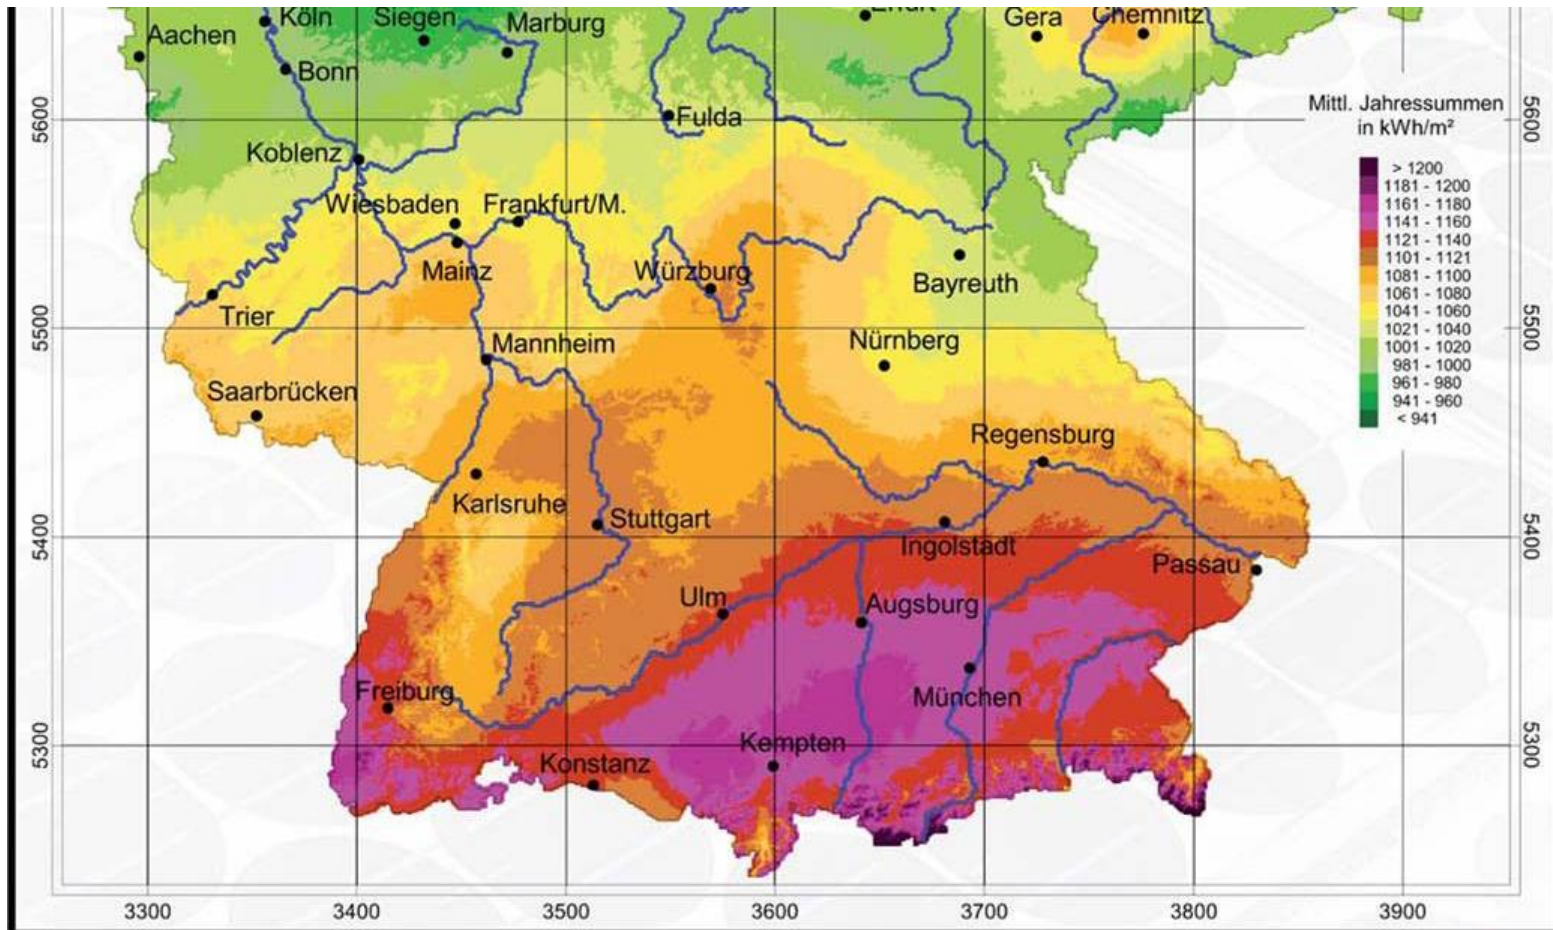 Köln
Siegen
Marburg
Erfurt
Gera
Chemnitz
Aachen
Bonn
Fulda
Koblenz
Wiesbaden
Frankfurt/M.
Mainz
Würzburg
Bayreuth
Trier
Mannheim
Nürnberg
Saarbrücken
Regensburg
Karlsruhe
Stuttgart
Ingolstadt
Passau
Ulm
Augsburg
Freiburg
München
Kempten
Konstanz
Mittl. Jahressummen
in kWh/m²
> 1200
1181 - 1200
1161 - 1180
1141 - 1160
1121 - 1140
1101 - 1121
1081 - 1100
1061 - 1080
1041 - 1060
1021 - 1040
1001 - 1020
981 - 1000
961 - 980
941 - 960
< 941
5600
5500
5400
5300
5600
5500
5400
5300
3300
3400
3500
3600
3700
3800
3900